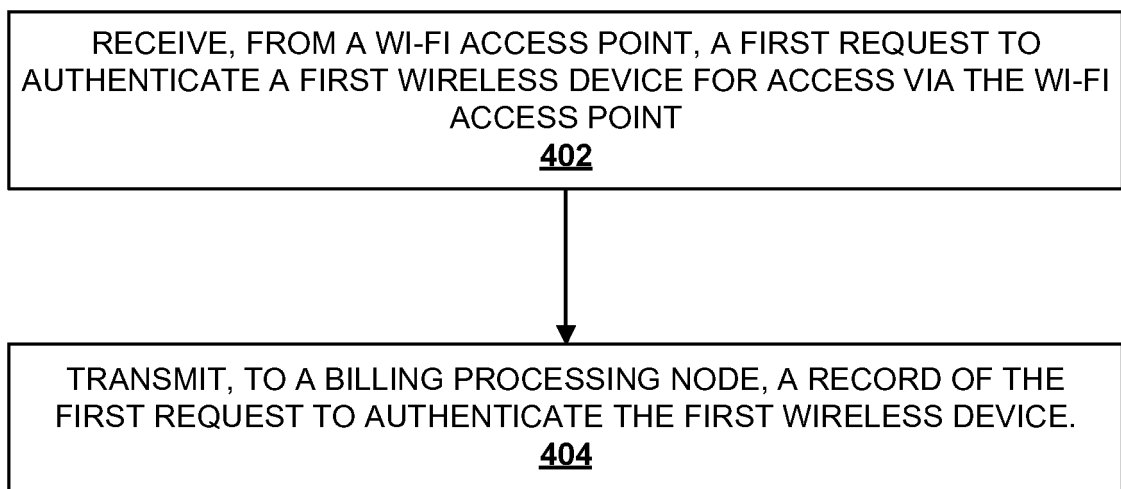 RECEIVE, FROM A WI-FI ACCESS POINT, A FIRST REQUEST TO
AUTHENTICATE A FIRST WIRELESS DEVICE FOR ACCESS VIA THE WI-FI
ACCESS POINT
402
TRANSMIT, TO A BILLING PROCESSING NODE, A RECORD OF THE
FIRST REQUEST TO AUTHENTICATE THE FIRST WIRELESS DEVICE.
404